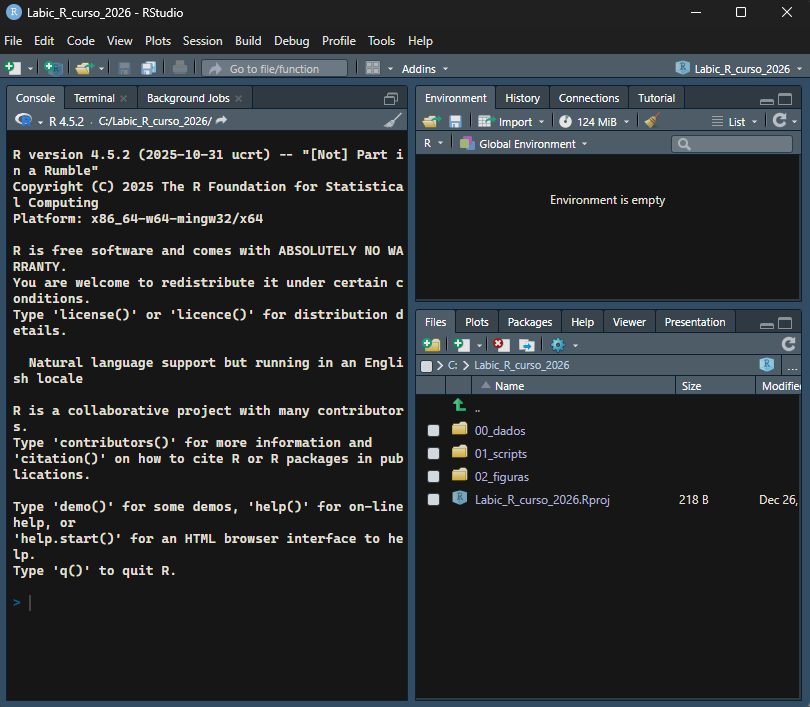 Labic_R_curso_2026 - RStudio
File Edit Code View Plots Session Build Debug Profile Tools Help
Go to file/function Addins Labic_R_curso_2026
Console Terminal Background Jobs
R 4.5.2 . C:/Labic_R_curso_2026/
R version 4.5.2 (2025-10-31 ucrt) -- "[Not] Part i
n a Rumble"
Copyright (C) 2025 The R Foundation for Statistica
l Computing
Platform: x86_64-w64-mingw32/x64
R is free software and comes with ABSOLUTELY NO WA
RRANTY.
You are welcome to redistribute it under certain c
onditions.
Type 'license()' or 'licence()' for distribution d
etails.
Natural language support but running in an Engli
sh locale
R is a collaborative project with many contributor
s.
Type 'contributors()' for more information and
'citation()' on how to cite R or R packages in pub
lications.
Type 'demo()' for some demos, 'help()' for on-line
help, or
'help.start()' for an HTML browser interface to he
lp.
Type 'q()' to quit R.
>
Environment History Connections Tutorial
Import 124 MiB List
R Global Environment
Environment is empty
Files Plots Packages Help Viewer Presentation
C: Labic_R_curso_2026 ...
Name Size Modifie
..
00_dados
01_scripts
02_figuras
Labic_R_curso_2026.Rproj 218 B Dec 26,